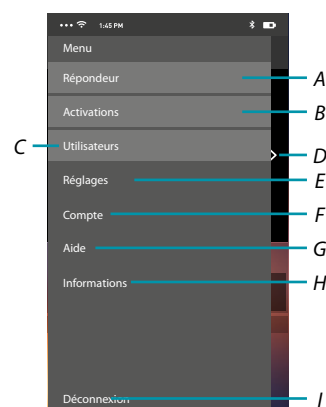 1:45 PM
Menu
Répondeur
A
Activations
B
C
Utilisateurs
D
Réglages
E
Compte
F
Aide
G
Informations
H
Déconnexion
I